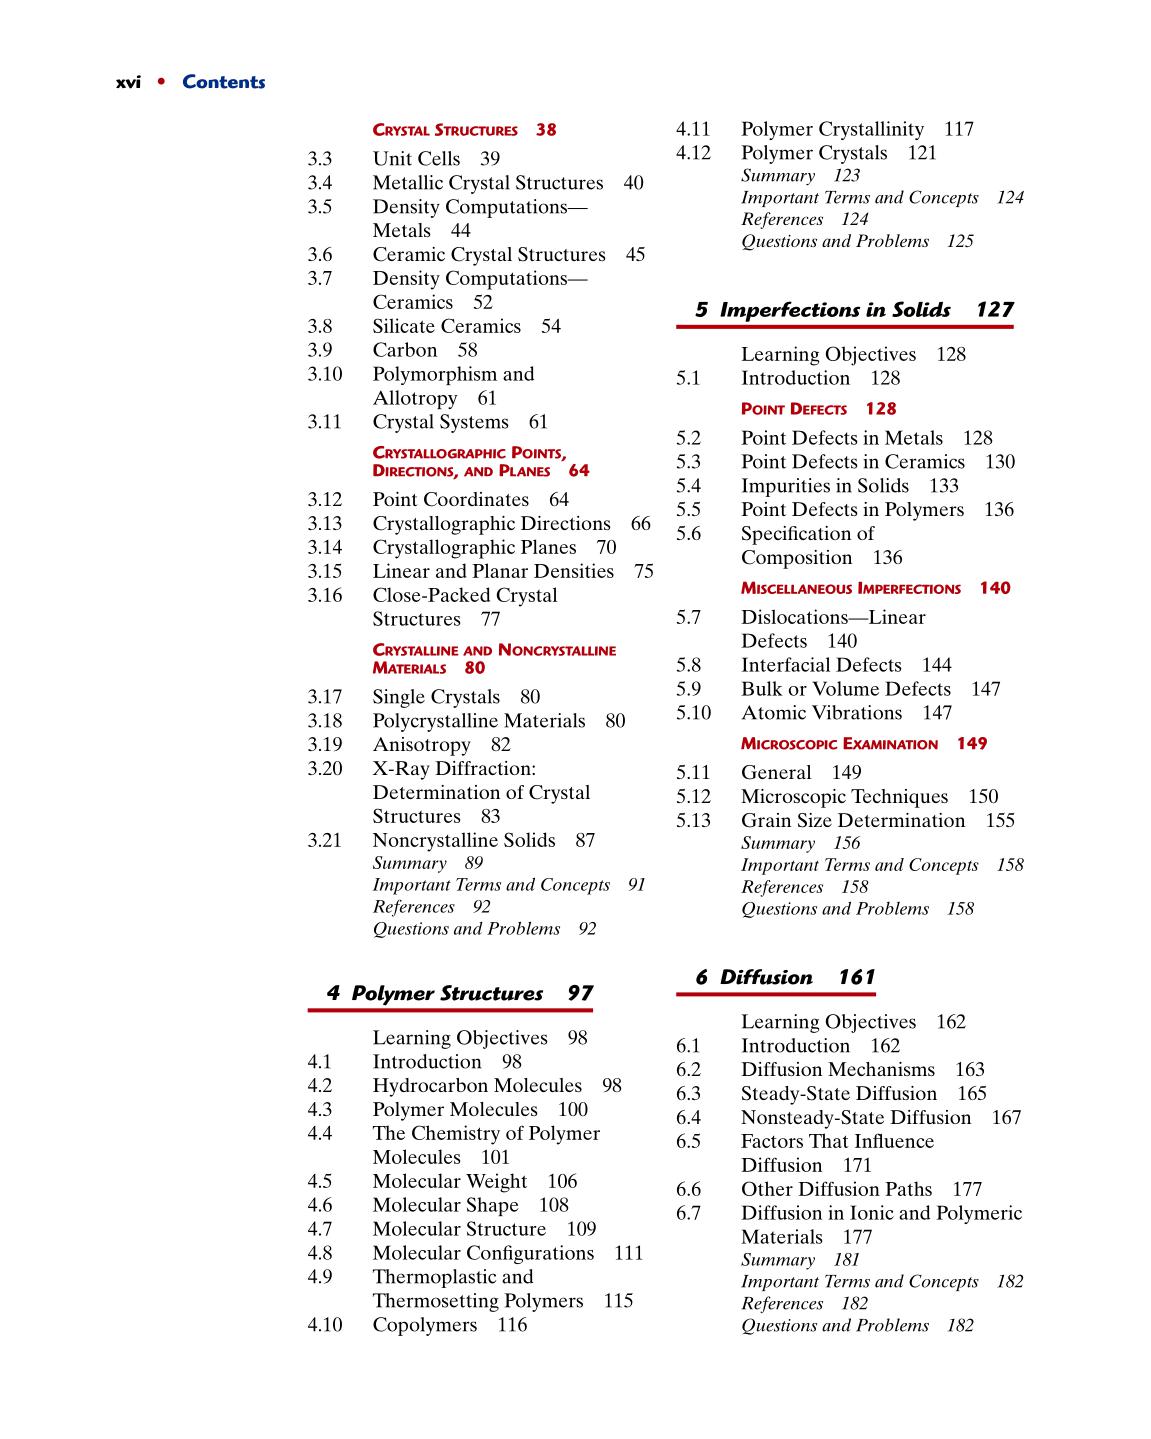 xvi • Contents
CRYSTAL STRUCTURES 38
3.3 Unit Cells 39
3.4 Metallic Crystal Structures 40
3.5 Density Computations—
Metals 44
3.6 Ceramic Crystal Structures 45
3.7 Density Computations—
Ceramics 52
3.8 Silicate Ceramics 54
3.9 Carbon 58
3.10 Polymorphism and
Allotropy 61
3.11 Crystal Systems 61
CRYSTALLOGRAPHIC POINTS,
DIRECTIONS, AND PLANES 64
3.12 Point Coordinates 64
3.13 Crystallographic Directions 66
3.14 Crystallographic Planes 70
3.15 Linear and Planar Densities 75
3.16 Close-Packed Crystal
Structures 77
CRYSTALLINE AND NONCRYSTALLINE
MATERIALS 80
3.17 Single Crystals 80
3.18 Polycrystalline Materials 80
3.19 Anisotropy 82
3.20 X-Ray Diffraction:
Determination of Crystal
Structures 83
3.21 Noncrystalline Solids 87
Summary 89
Important Terms and Concepts 91
References 92
Questions and Problems 92
4 Polymer Structures 97
Learning Objectives 98
4.1 Introduction 98
4.2 Hydrocarbon Molecules 98
4.3 Polymer Molecules 100
4.4 The Chemistry of Polymer
Molecules 101
4.5 Molecular Weight 106
4.6 Molecular Shape 108
4.7 Molecular Structure 109
4.8 Molecular Configurations 111
4.9 Thermoplastic and
Thermosetting Polymers 115
4.10 Copolymers 116
4.11 Polymer Crystallinity 117
4.12 Polymer Crystals 121
Summary 123
Important Terms and Concepts 124
References 124
Questions and Problems 125
5 Imperfections in Solids 127
Learning Objectives 128
5.1 Introduction 128
POINT DEFECTS 128
5.2 Point Defects in Metals 128
5.3 Point Defects in Ceramics 130
5.4 Impurities in Solids 133
5.5 Point Defects in Polymers 136
5.6 Specification of
Composition 136
MISCELLANEOUS IMPERFECTIONS 140
5.7 Dislocations—Linear
Defects 140
5.8 Interfacial Defects 144
5.9 Bulk or Volume Defects 147
5.10 Atomic Vibrations 147
MICROSCOPIC EXAMINATION 149
5.11 General 149
5.12 Microscopic Techniques 150
5.13 Grain Size Determination 155
Summary 156
Important Terms and Concepts 158
References 158
Questions and Problems 158
6 Diffusion 161
Learning Objectives 162
6.1 Introduction 162
6.2 Diffusion Mechanisms 163
6.3 Steady-State Diffusion 165
6.4 Nonsteady-State Diffusion 167
6.5 Factors That Influence
Diffusion 171
6.6 Other Diffusion Paths 177
6.7 Diffusion in Ionic and Polymeric
Materials 177
Summary 181
Important Terms and Concepts 182
References 182
Questions and Problems 182